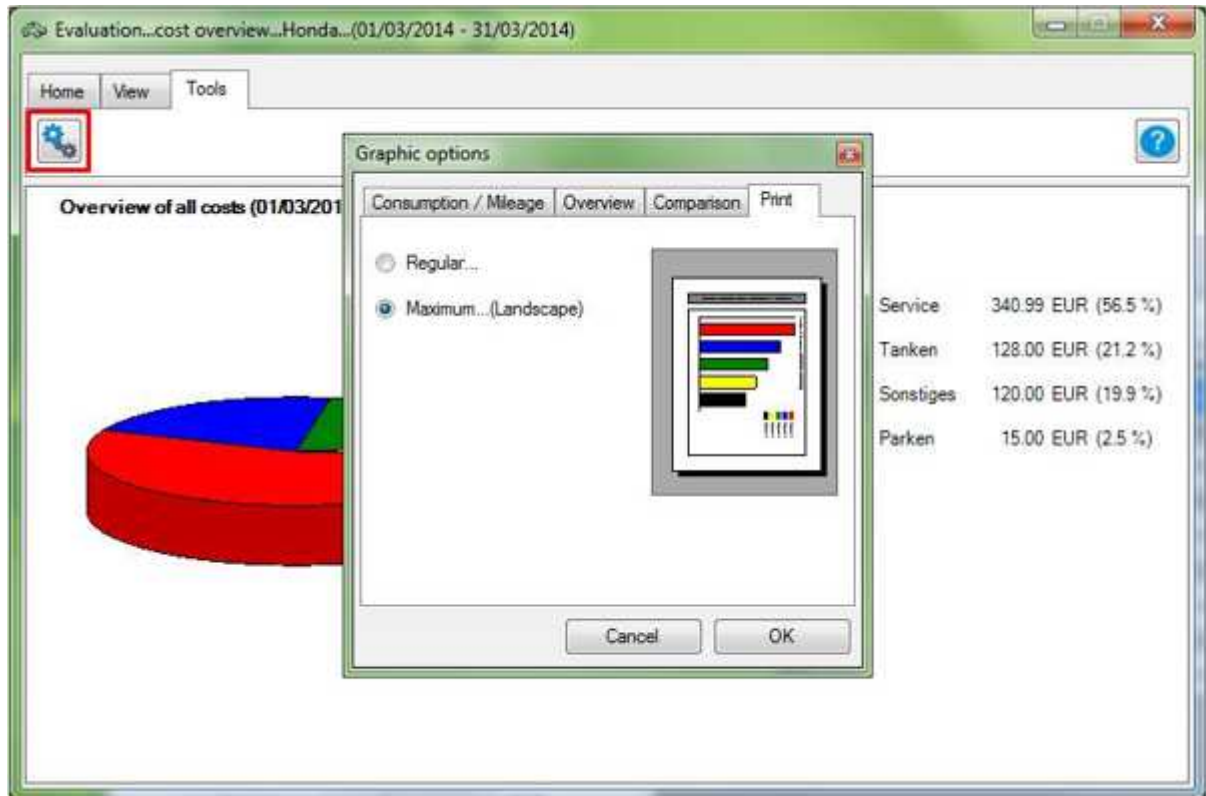 Evaluation...cost overview...Honda...(01/03/2014 - 31/03/2014)
Home View Tools
Graphic options
Overview of all costs (01/03/201
Consumption / Mileage Overview Comparison Print
Regular...
Maximum...(Landscape)
Service 340.99 EUR (56.5 %)
Tanken 128.00 EUR (21.2 %)
Sonstiges 120.00 EUR (19.9 %)
Parken 15.00 EUR (2.5 %)
Cancel OK